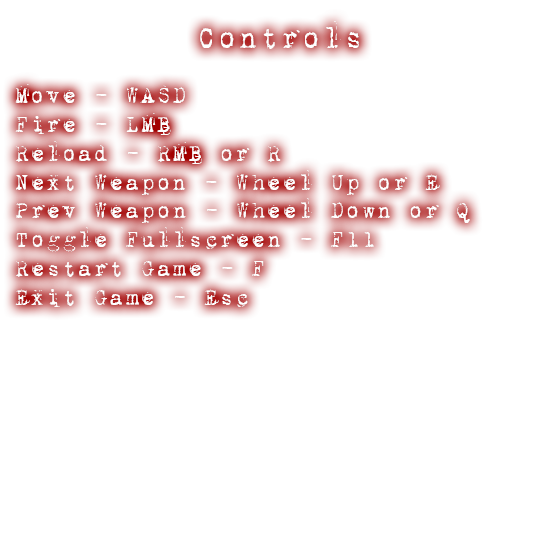 Controls
Move - WASD
Fire - LMB
Reload - RMB or R
Next Weapon - Wheel Up or E
Prev Weapon - Wheel Down or Q
Toggle Fullscreen - F11
Restart Game - F
Exit Game - Esc